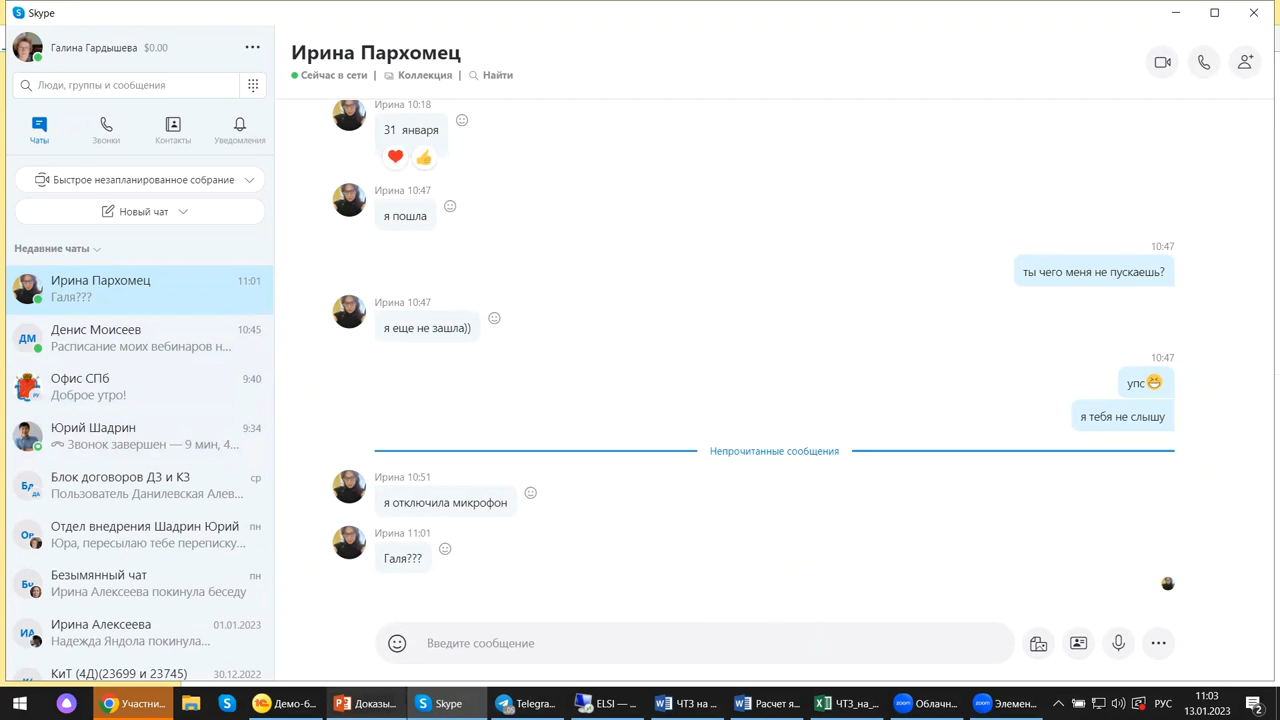 Skype
Галина Гардышева $0.00
Люди, группы и сообщения
Чаты
Звонки
Контакты
Уведомления
Быстрое незапланированное собрание
Новый чат
Недавние чаты
Ирина Пархомец 11:01
Галя???
ДМ
Денис Моисеев 10:45
Расписание моих вебинаров н...
Офис СПб 9:40
Доброе утро!
Юрий Шадрин 9:34
Звонок завершен — 9 мин, 4...
Блок договоров ДЗ и КЗ ср
Пользователь Данилевская Алев...
Отдел внедрения Шадрин Юрий пн
Юра, пересылаю тебе переписку...
Безымянный чат пн
Ирина Алексеева покинула беседу
ИА
Ирина Алексеева 01.01.2023
Надежда Яндола покинула...
КиТ (4Д)(23699 и 23745) 30.12.2022
Ирина Пархомец
Сейчас в сети | Коллекция | Найти
Ирина 10:18
31 января
Ирина 10:47
я пошла
10:47
ты чего меня не пускаешь?
Ирина 10:47
я еще не зашла))
10:47
упс
я тебя не слышу
Непрочитанные сообщения
Ирина 10:51
я отключила микрофон
Ирина 11:01
Галя???
Введите сообщение
Участни...
Демо-б...
Доказы...
Skype
Telegra...
ELSI — ...
ЧТЗ на ...
Расчет я...
ЧТЗ_на_...
Облачн...
Элемен...
РУС
11:03
13.01.2023
2